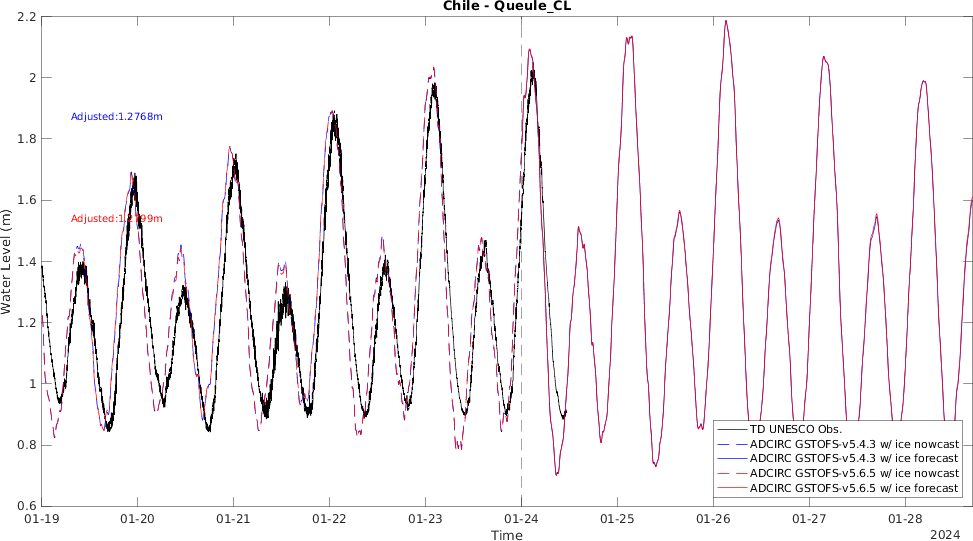 Chile - Queule_CL
2.2
2
1.8
1.6
1.4
1.2
1
0.8
0.6
Water Level (m)
Adjusted:1.2768m
Adjusted:1.2799m
TD UNESCO Obs.
ADCIRC GSTOFS-v5.4.3 w/ ice nowcast
ADCIRC GSTOFS-v5.4.3 w/ ice forecast
ADCIRC GSTOFS-v5.6.5 w/ ice nowcast
ADCIRC GSTOFS-v5.6.5 w/ ice forecast
01-19 01-20 01-21 01-22 01-23 01-24 01-25 01-26 01-27 01-28
Time
2024